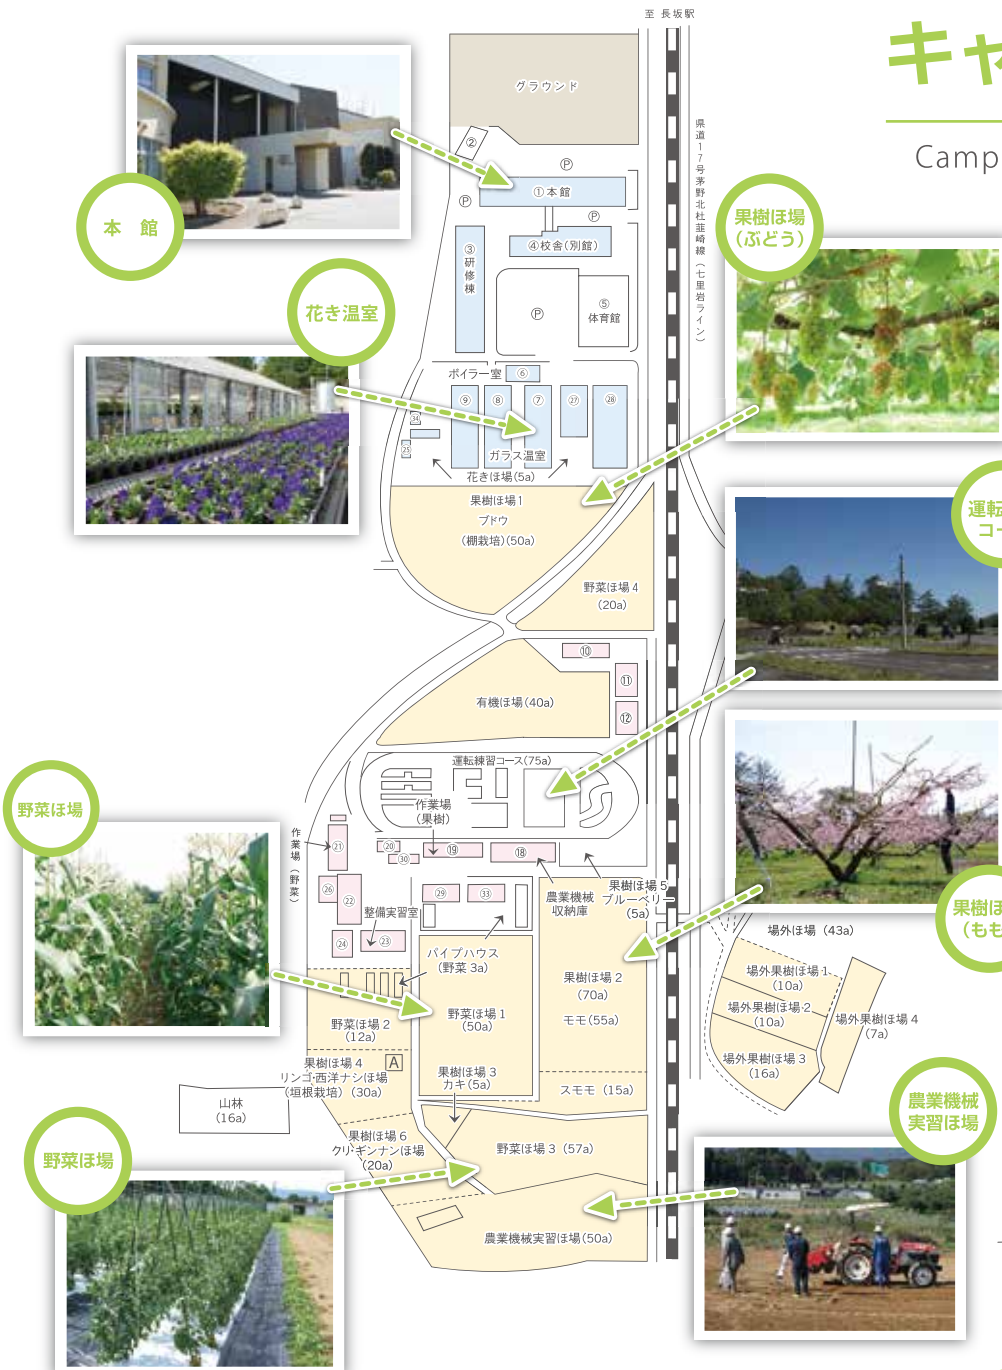 至 長坂駅
キャ
Camp
グラウンド
②
Ⓟ
①本館
Ⓟ
Ⓟ
④校舎(別館)
③研修棟
Ⓟ
⑤
体育館
県道17号茅野北杜韮崎線(七里岩ライン)
本 館
果樹ほ場
(ぶどう)
花き温室
ボイラー室
⑥
⑨
⑧
⑦
㉗
㉘
㉞
㉕
ガラス温室
花きほ場(5a)
果樹ほ場1
ブドウ
(棚栽培)(50a)
運転
コー
野菜ほ場4
(20a)
⑩
⑪
⑫
有機ほ場(40a)
運転練習コース(75a)
作業場
(果樹)
野菜ほ場
作業場(野菜)
㉑
⑳
㉚
⑲
⑱
㉖
㉒
㉙
㉝
農業機械
収納庫
果樹ほ場5
ブルーベリー
(5a)
整備実習室
㉔
㉓
パイプハウス
(野菜3a)
果樹ほ
(もも
場外ほ場(43a)
場外果樹ほ場1
(10a)
場外果樹ほ場2
(10a)
場外果樹ほ場3
(16a)
場外果樹ほ場4
(7a)
果樹ほ場2
(70a)
モモ(55a)
野菜ほ場1
(50a)
野菜ほ場2
(12a)
果樹ほ場4
リンゴ・西洋ナシほ場
(垣根栽培)(30a)
A
果樹ほ場3
カキ(5a)
スモモ(15a)
山林
(16a)
果樹ほ場6
クリ・ギンナンほ場
(20a)
野菜ほ場3(57a)
農業機械
実習ほ場
野菜ほ場
農業機械実習ほ場(50a)